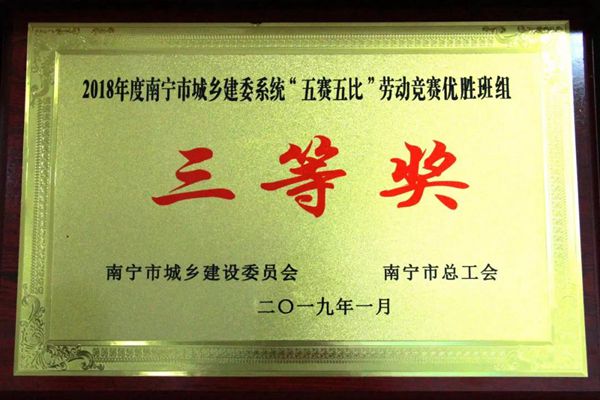 2018年度南宁市城乡建委系统“五赛五比”劳动竞赛优胜班组
三等奖
南宁市城乡建设委员会 南宁市总工会
二〇一九年一月